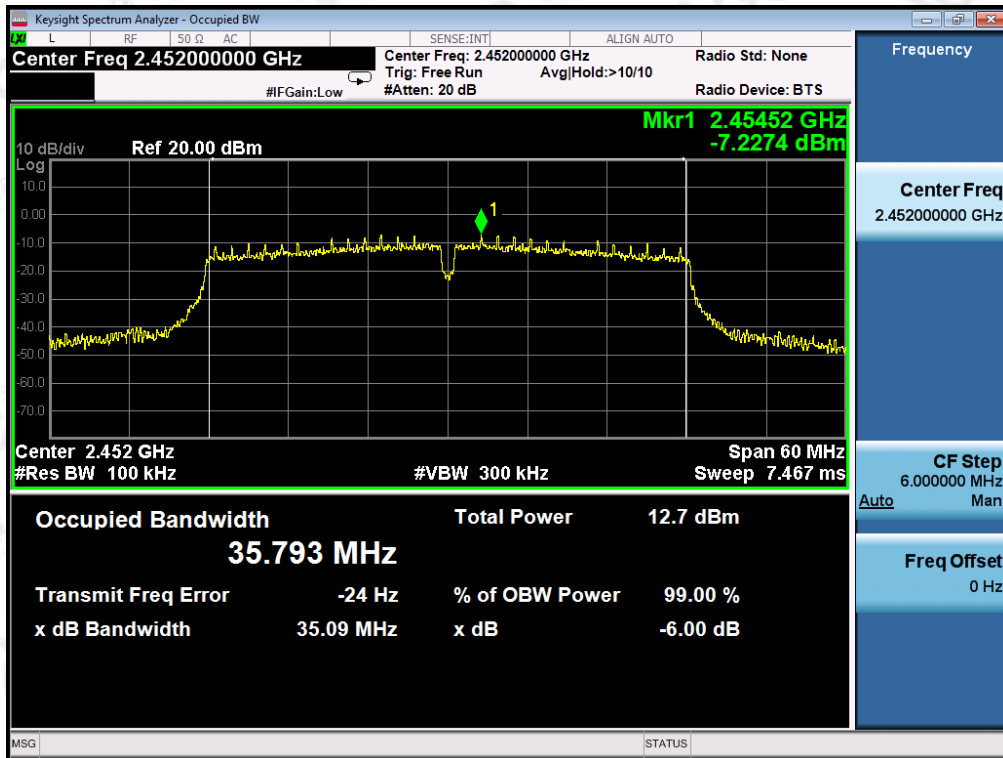 Keysight Spectrum Analyzer - Occupied BW
LXI L RF 50 Ω AC SENSE:INT ALIGN AUTO
Center Freq 2.452000000 GHz
Center Freq: 2.452000000 GHz Radio Std: None
Trig: Free Run Avg|Hold:>10/10
#IFGain:Low #Atten: 20 dB Radio Device: BTS
Mkr1 2.45452 GHz
10 dB/div Ref 20.00 dBm -7.2274 dBm
Log
10.0
0.00
1
-10.0
-20.0
-30.0
-40.0
-50.0
-60.0
-70.0
Center 2.452 GHz Span 60 MHz
#Res BW 100 kHz #VBW 300 kHz Sweep 7.467 ms
Occupied Bandwidth Total Power 12.7 dBm
35.793 MHz
Transmit Freq Error -24 Hz % of OBW Power 99.00 %
x dB Bandwidth 35.09 MHz x dB -6.00 dB
MSG STATUS
Frequency
Center Freq
2.452000000 GHz
CF Step
6.000000 MHz
Auto Man
Freq Offset
0 Hz